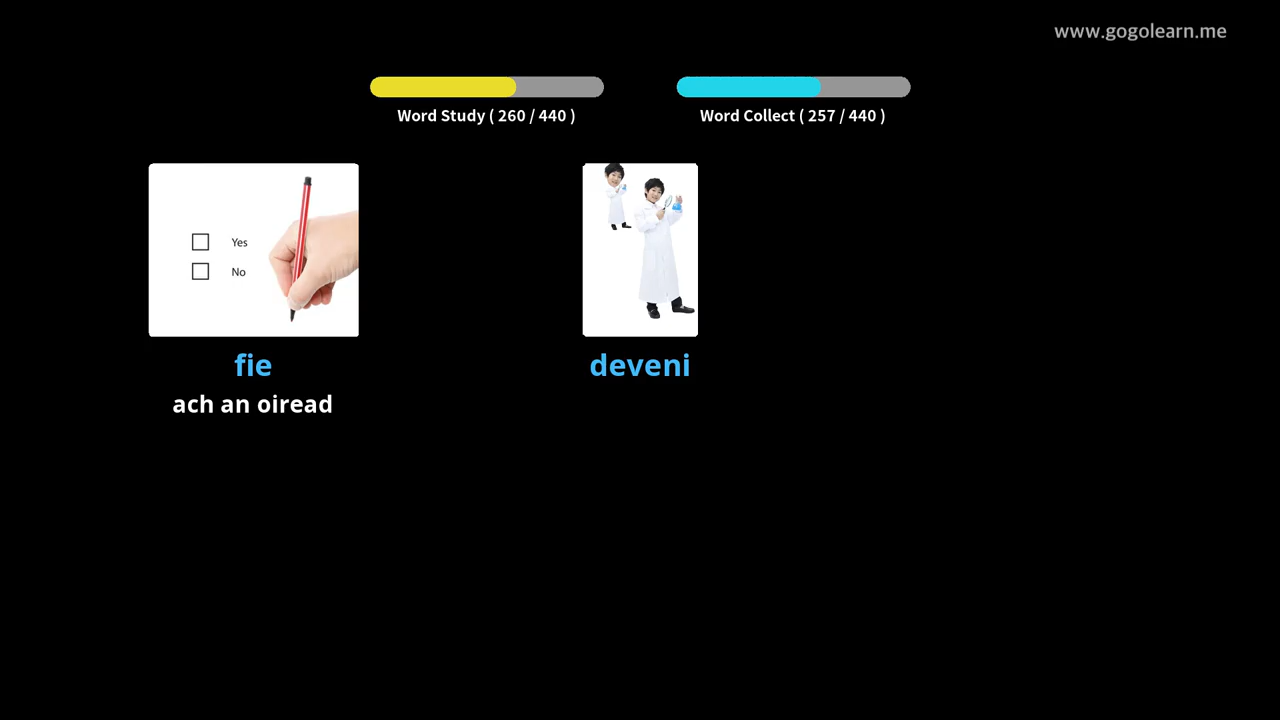 www.gogolearn.me
Word Study ( 260 / 440 )
Word Collect ( 257 / 440 )
Yes
No
fie
deveni
ach an oiread